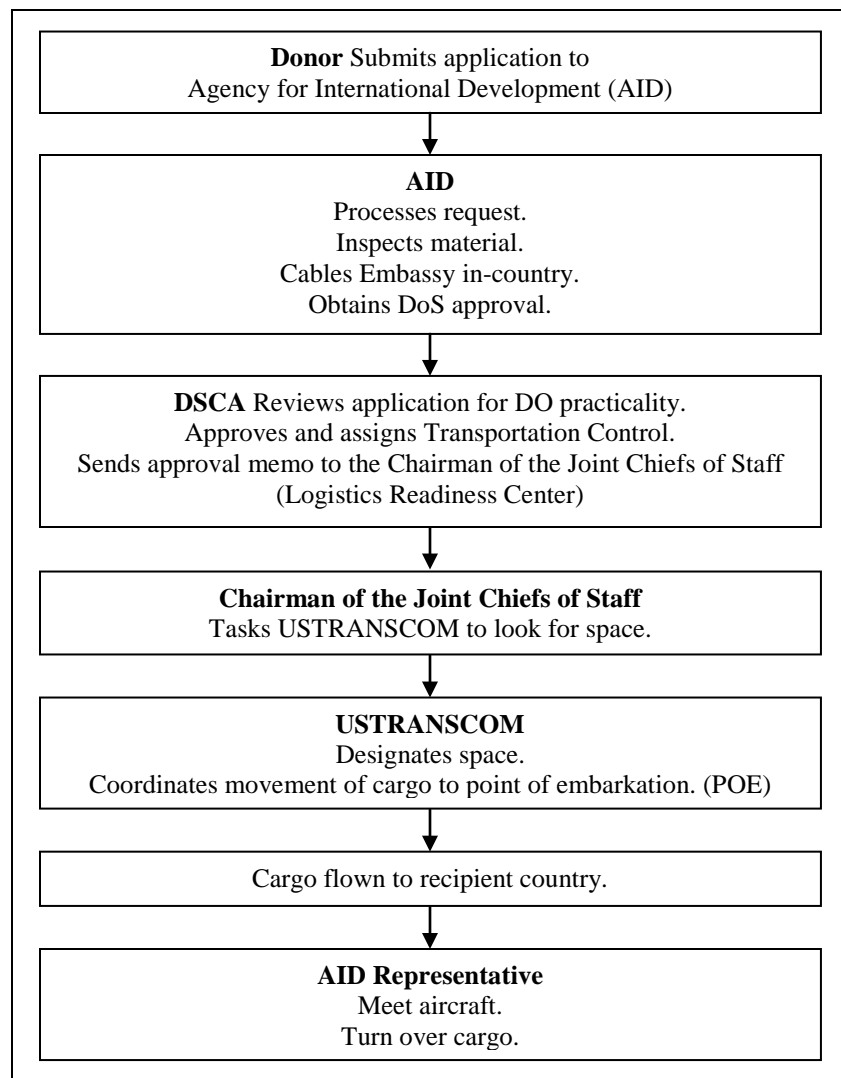 Donor Submits application to
Agency for International Development (AID)
AID
Processes request.
Inspects material.
Cables Embassy in-country.
Obtains DoS approval.
DSCA Reviews application for DO practicality.
Approves and assigns Transportation Control.
Sends approval memo to the Chairman of the Joint Chiefs of Staff
(Logistics Readiness Center)
Chairman of the Joint Chiefs of Staff
Tasks USTRANSCOM to look for space.
USTRANSCOM
Designates space.
Coordinates movement of cargo to point of embarkation. (POE)
Cargo flown to recipient country.
AID Representative
Meet aircraft.
Turn over cargo.